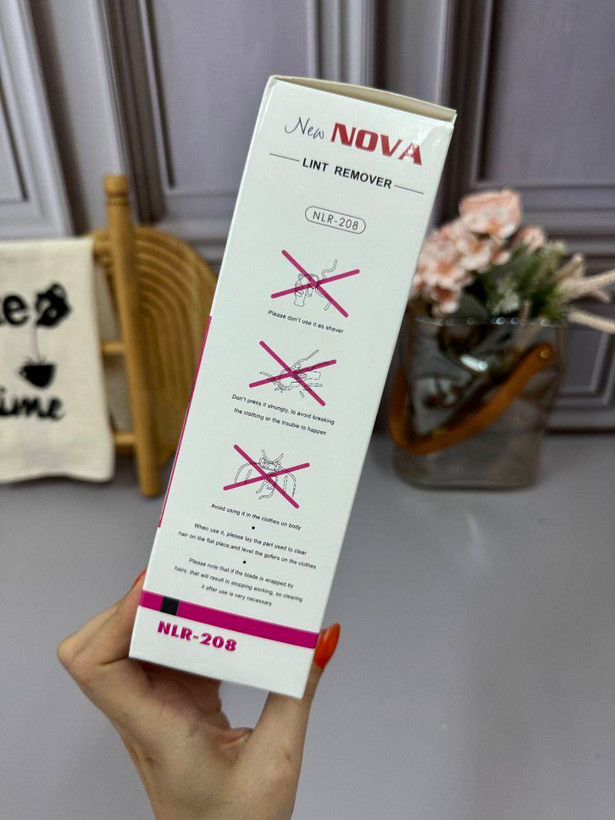 New NOVA
LINT REMOVER
NLR-208
Please don't use it as shaver
Don't press it strongly, to avoid breaking
the clothting or the trouble to happen
Avoid using it in the clothes on body
When use it, please lay the part used to clear
hair on the flat place,and level the gofers on the clothes
Please note that if the blade is wrapped by
hairs, that will result in stopping working, so clearing
it after use is very necessary
NLR-208
ime